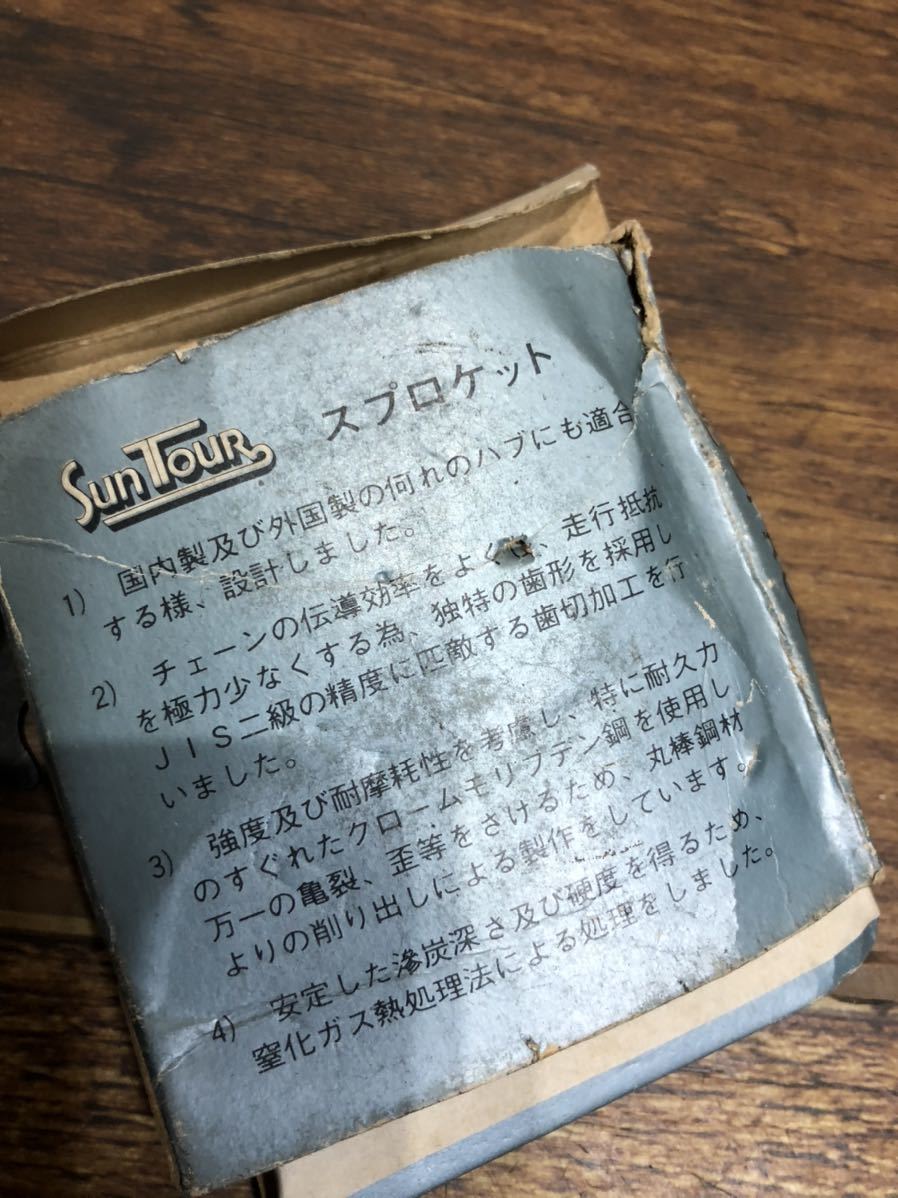 SunTour スプロケット
1) 国内製及び外国製の何れのハブにも適合
する様、設計しました。
2) チェーンの伝導効率をよくし、走行抵抗
を極力少なくする為、独特の歯形を採用し
JIS二級の精度に匹敵する歯切加工を行
いました。
3) 強度及び耐摩耗性を考慮し、特に耐久力
のすぐれたクロームモリブデン鋼を使用し
万一の亀裂、歪等をさけるため、丸棒鋼材
よりの削り出しによる製作をしています。
4) 安定した滲炭深さ及び硬度を得るため、
窒化ガス熱処理法による処理をしました。